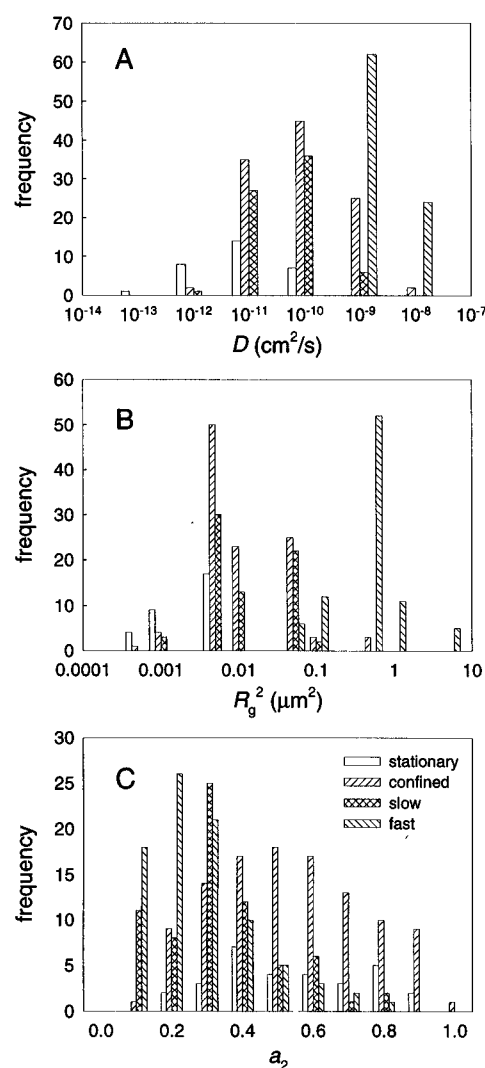 A
frequency
70
60
50
40
30
20
10
0
10⁻¹⁴ 10⁻¹³ 10⁻¹² 10⁻¹¹ 10⁻¹⁰ 10⁻⁹ 10⁻⁸ 10⁻⁷
D (cm²/s)
B
frequency
60
50
40
30
20
10
0
0.0001 0.001 0.01 0.1 1 10
R_g² (μm²)
C
frequency
30
25
20
15
10
5
0
stationary
confined
slow
fast
0.0 0.2 0.4 0.6 0.8 1.0
a₂